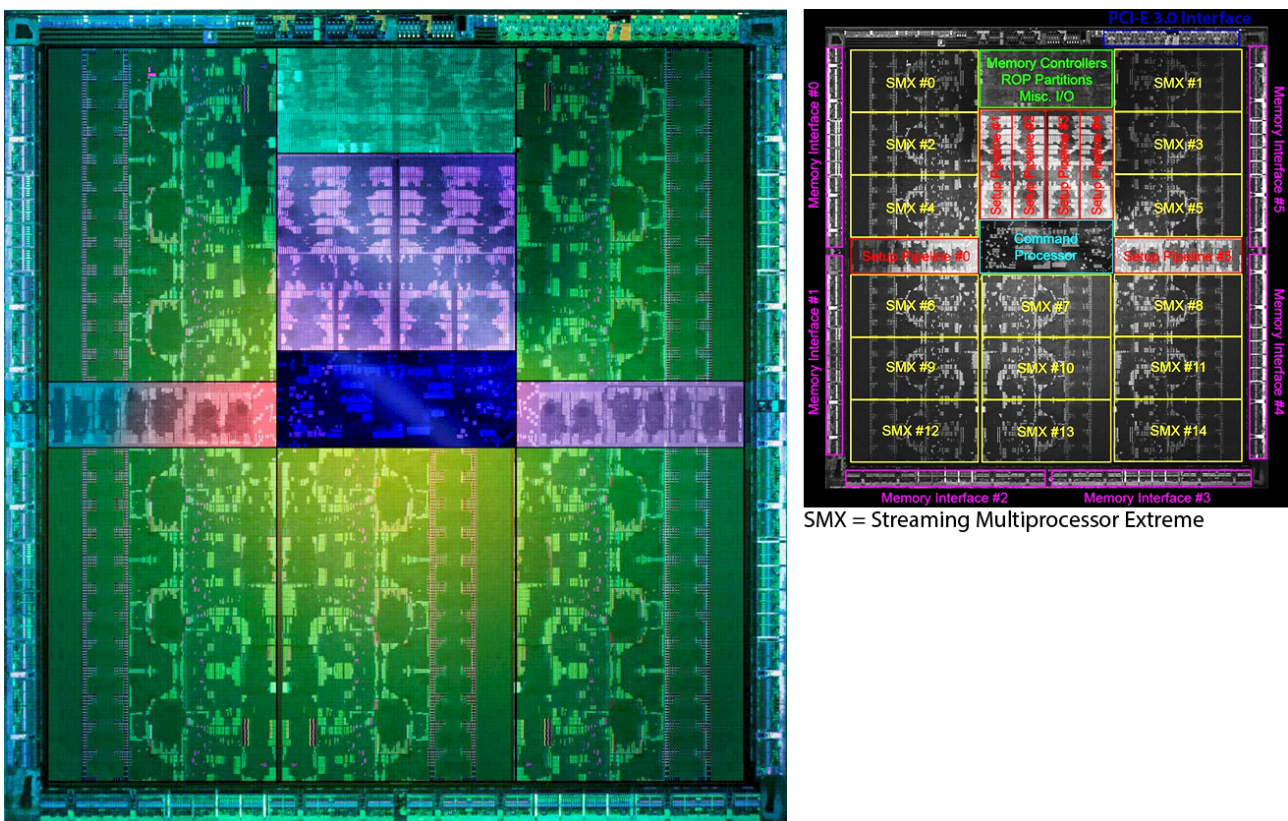 PCI-E 3.0 Interface
Memory Controllers
ROP Partitions
Misc. I/O
SMX #0
SMX #1
Memory Interface #0
Memory Interface #5
Setup Pipeline #1
Setup Pipeline #2
Setup Pipeline #3
Setup Pipeline #4
SMX #2
SMX #3
SMX #4
SMX #5
Command
Processor
Setup Pipeline #0
Setup Pipeline #5
SMX #6
SMX #7
SMX #8
Memory Interface #1
Memory Interface #4
SMX #9
SMX #10
SMX #11
SMX #12
SMX #13
SMX #14
Memory Interface #2
Memory Interface #3
SMX = Streaming Multiprocessor Extreme